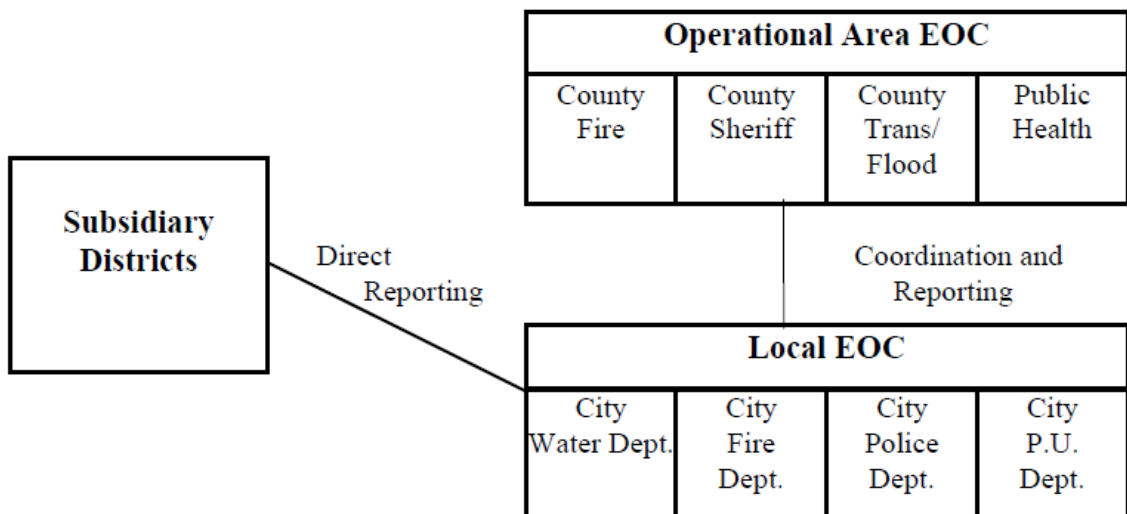 Operational Area EOC
County
Fire
County
Sheriff
County
Trans/
Flood
Public
Health
Subsidiary
Districts
Direct
Reporting
Coordination and
Reporting
Local EOC
City
Water Dept.
City
Fire
Dept.
City
Police
Dept.
City
P.U.
Dept.